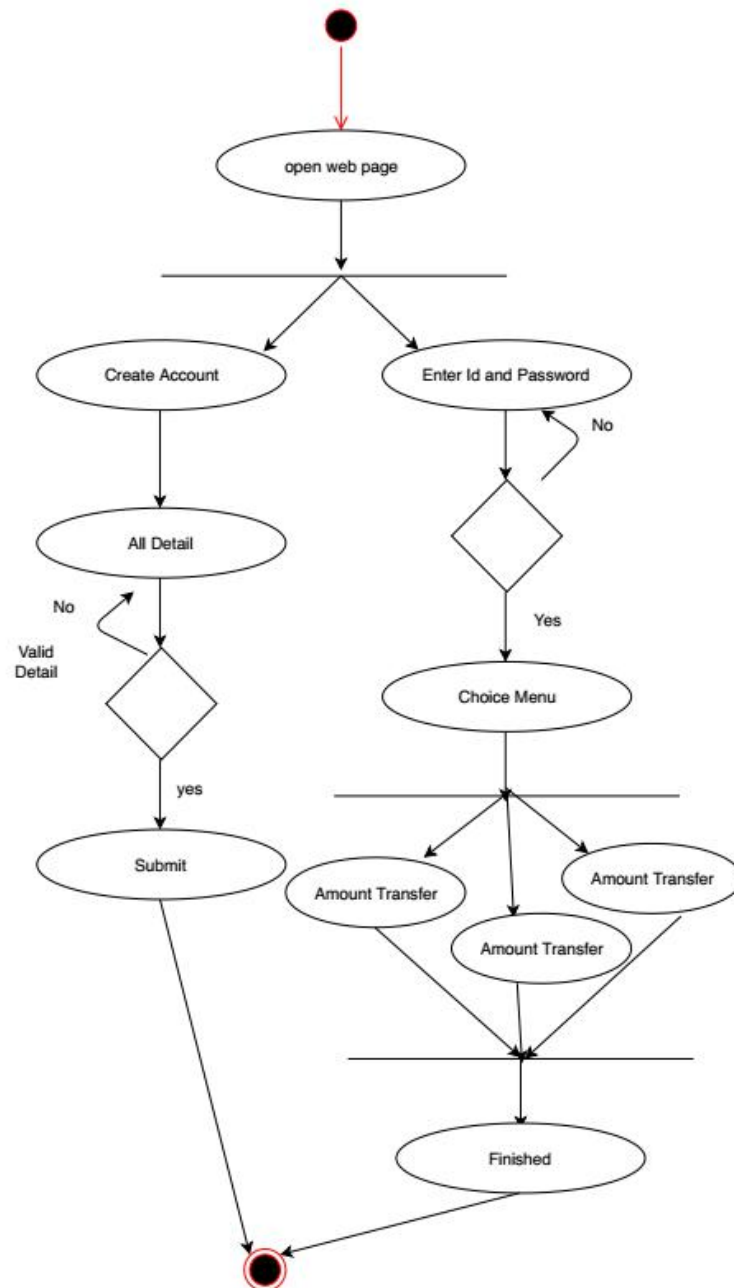 open web page
Create Account
Enter Id and Password
No
All Detail
No
Valid
Detail
Yes
Choice Menu
yes
Submit
Amount Transfer
Amount Transfer
Amount Transfer
Finished